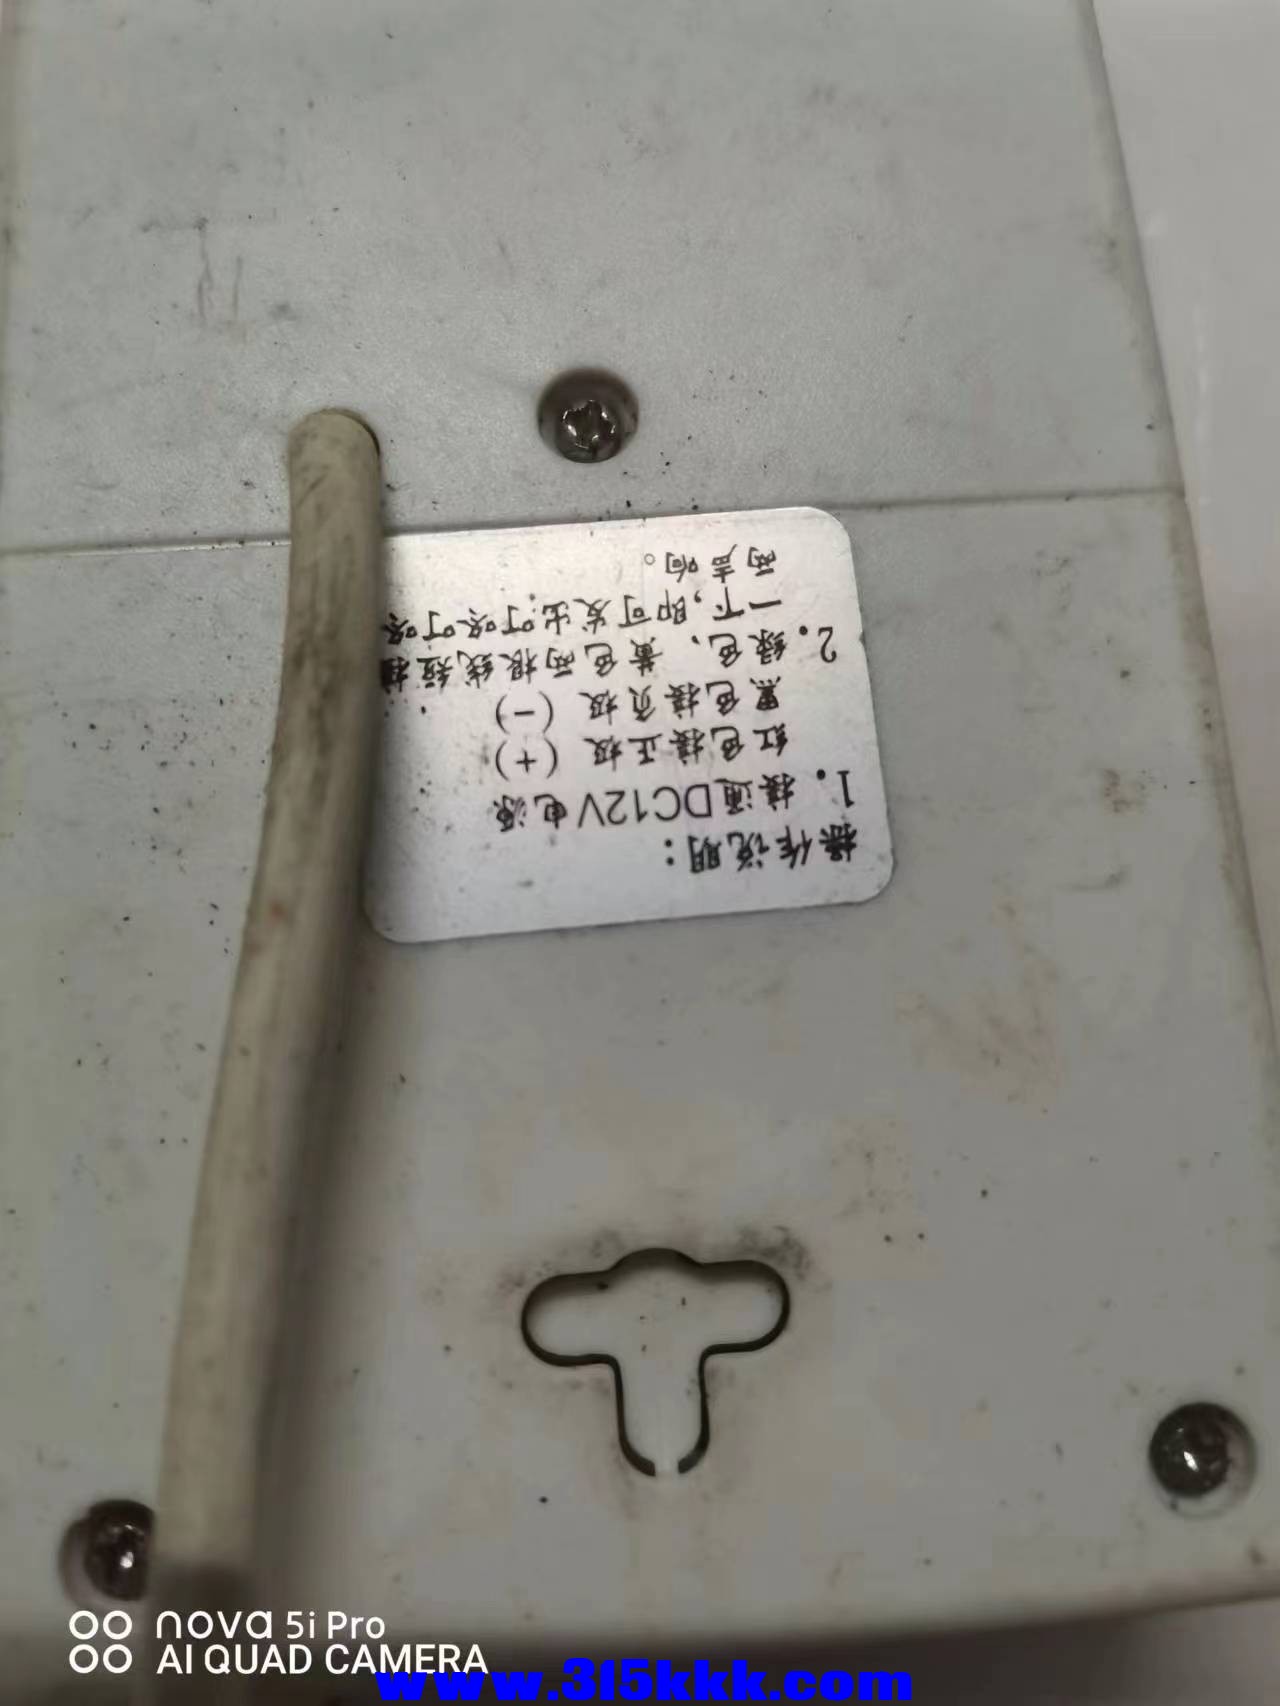 操作说明：
1. 接通DC12V电源
红色接正极 (+)
黑色接负极 (-)
2. 绿色、黄色两根线短接
一下,即可发出叮咚叮咚
两声响。
nova 5i Pro
AI QUAD CAMERA
www.315kkk.com